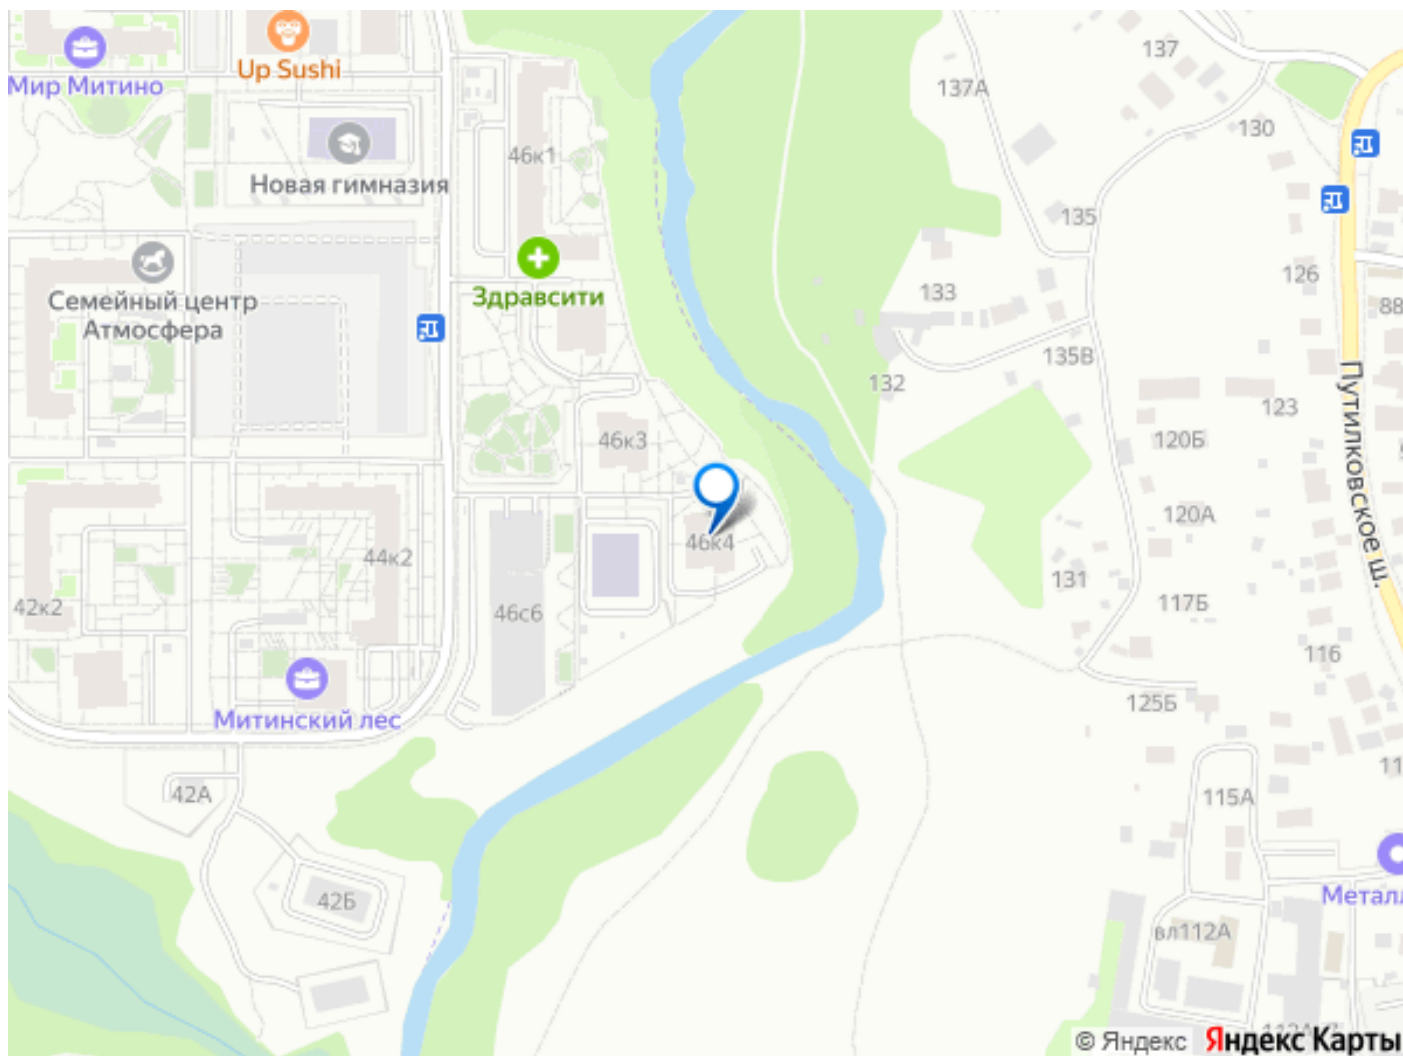 Мир Митино
Up Sushi
137
137А
130
46к1
Новая гимназия
135
126
133
Здравсити
Семейный центр
Атмосфера
88
135В
132
123
Путилковское ш.
46к3
120Б
120А
46к4
44к2
131
42к2
46с6
117Б
116
125Б
Митинский лес
42А
115А
11
42Б
Метал
вл112А
© Яндекс
Яндекс Карты